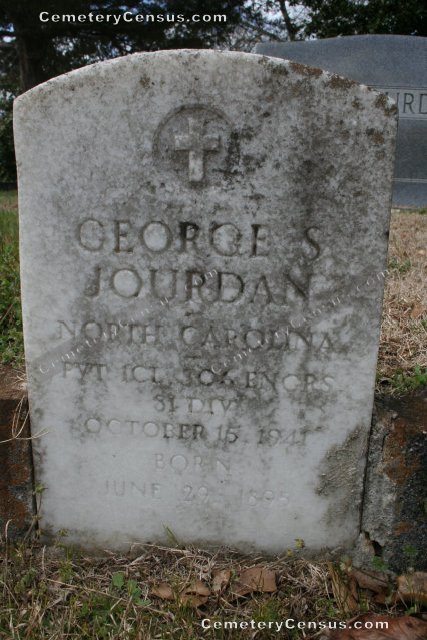 CemeteryCensus.com
GEORGE S
JOURDAN
NORTH CAROLINA
PVT 1CL 306 ENGRS
81 DIV
OCTOBER 15, 1941
BORN
JUNE 29, 1895
CemeteryCensus.com